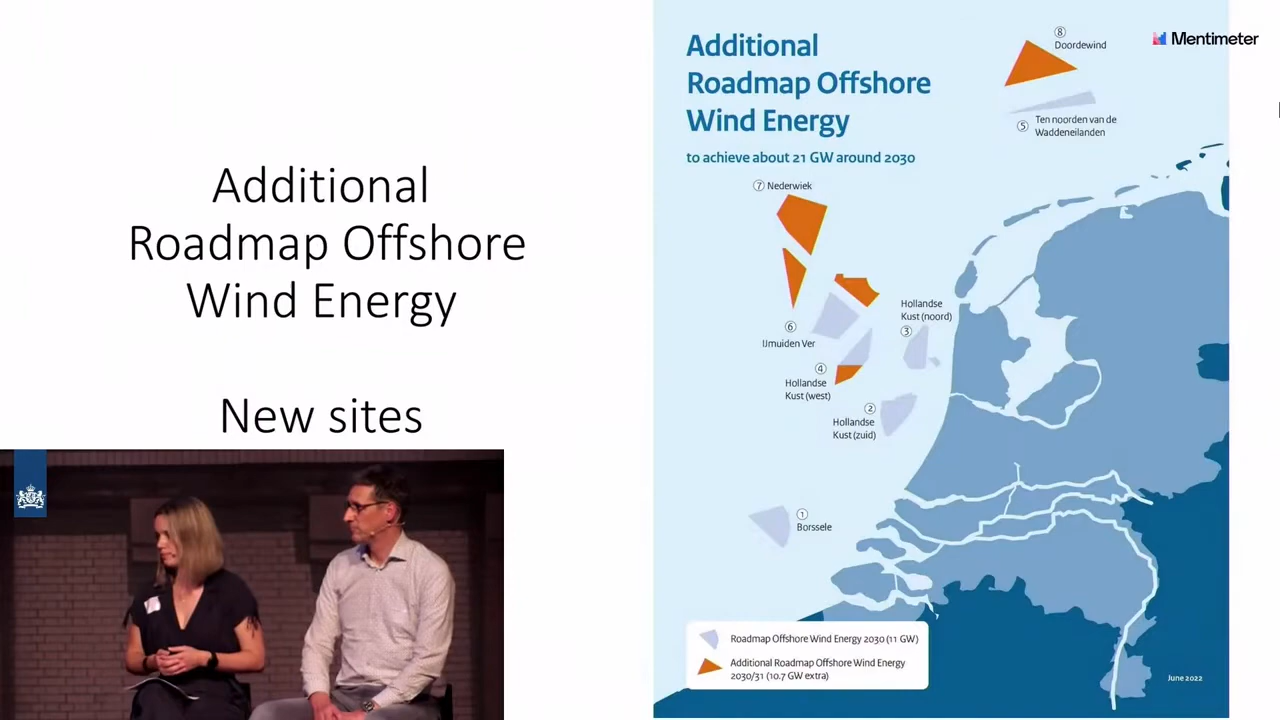 Additional
Roadmap Offshore
Wind Energy
New sites
Additional
Roadmap Offshore
Wind Energy
to achieve about 21 GW around 2030
Mentimeter
8
Doordewind
5
Ten noorden van de
Waddeneilanden
7 Nederwiek
6
IJmuiden Ver
Hollandse
Kust (noord)
3
4
Hollandse
Kust (west)
2
Hollandse
Kust (zuid)
1
Borssele
Roadmap Offshore Wind Energy 2030 (11 GW)
Additional Roadmap Offshore Wind Energy
2030/31 (10.7 GW extra)
June 2022